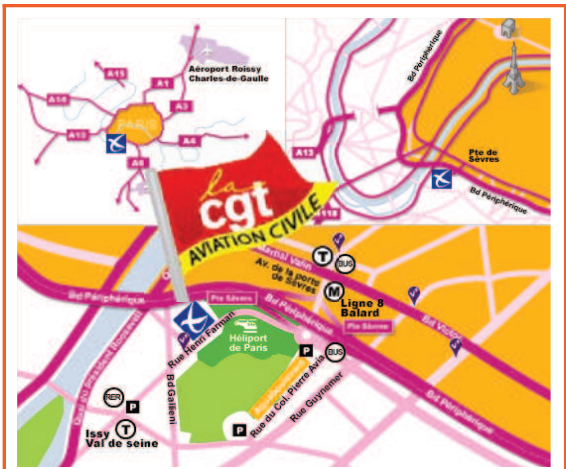 Aéroport Roissy
Charles-de-Gaulle
A15
A1
A14
A3
PARIS
A13
A4
A6
Bd Périphérique
A13
Pte de
Sèvres
Bd Périphérique
A118
la
cgt
AVIATION CIVILE
T
BUS
Av. de la porte
de Sèvres
M
Ligne 8
Balard
Bd Périphérique
Pte Sèvres
Bd Périphérique
Pte Sèvres
Bd Victor
Rue Henri Farman
Héliport
de Paris
P
BUS
Quai du Président Roosevelt
Bd Gallieni
Rue du Col. Pierre Avia
Rue Guynemer
Bd Périphérique
RER
P
P
Issy
Val de seine
T